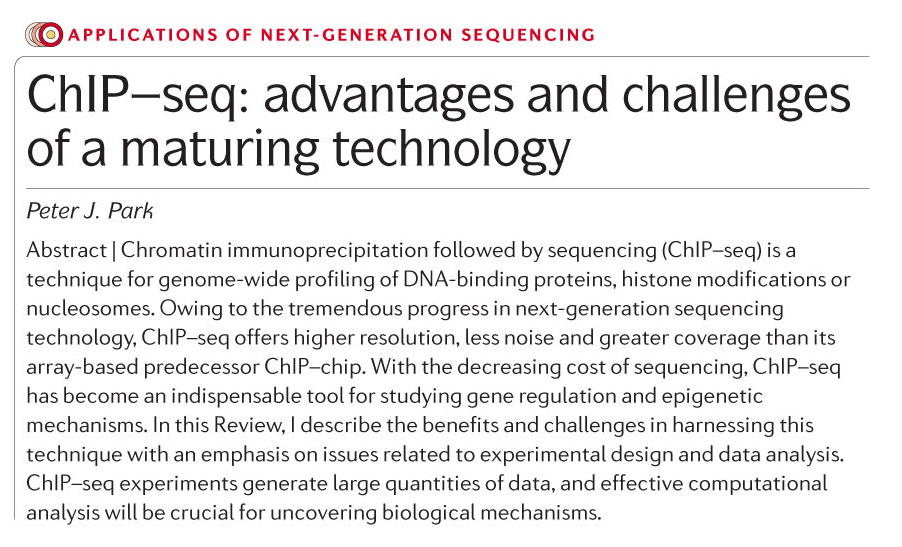 APPLICATIONS OF NEXT-GENERATION SEQUENCING
ChIP–seq: advantages and challenges
of a maturing technology
Peter J. Park
Abstract | Chromatin immunoprecipitation followed by sequencing (ChIP–seq) is a
technique for genome-wide profiling of DNA-binding proteins, histone modifications or
nucleosomes. Owing to the tremendous progress in next-generation sequencing
technology, ChIP–seq offers higher resolution, less noise and greater coverage than its
array-based predecessor ChIP–chip. With the decreasing cost of sequencing, ChIP–seq
has become an indispensable tool for studying gene regulation and epigenetic
mechanisms. In this Review, I describe the benefits and challenges in harnessing this
technique with an emphasis on issues related to experimental design and data analysis.
ChIP–seq experiments generate large quantities of data, and effective computational
analysis will be crucial for uncovering biological mechanisms.